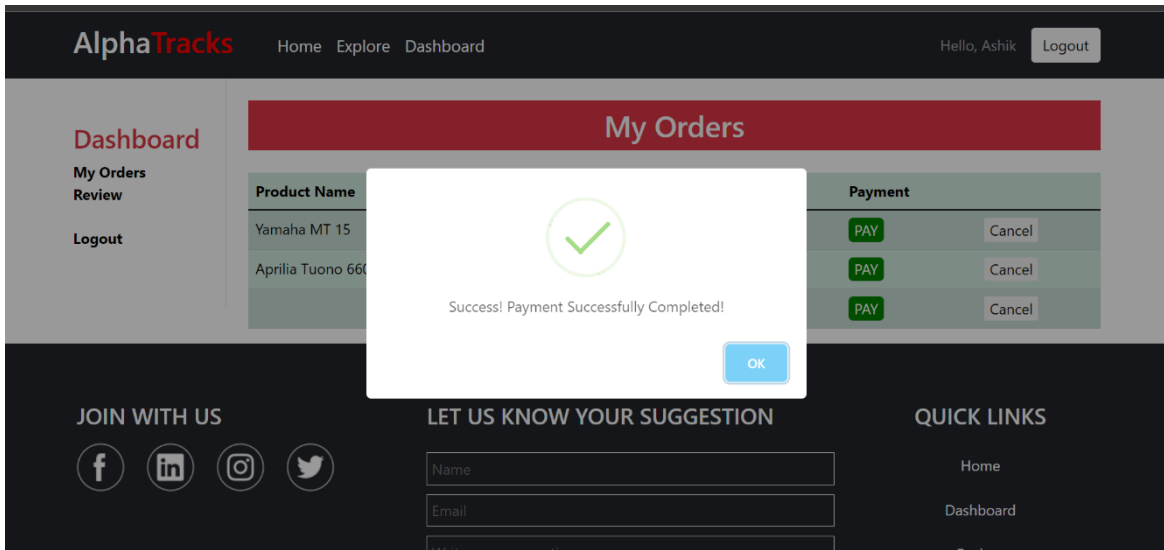 AlphaTracks Home Explore Dashboard Hello, Ashik Logout
My Orders
Dashboard
My Orders
Review
Logout
Product Name Payment
Yamaha MT 15 PAY Cancel
Aprilia Tuono 660 PAY Cancel
PAY Cancel
Success! Payment Successfully Completed!
OK
JOIN WITH US
LET US KNOW YOUR SUGGESTION
Name
Email
QUICK LINKS
Home
Dashboard